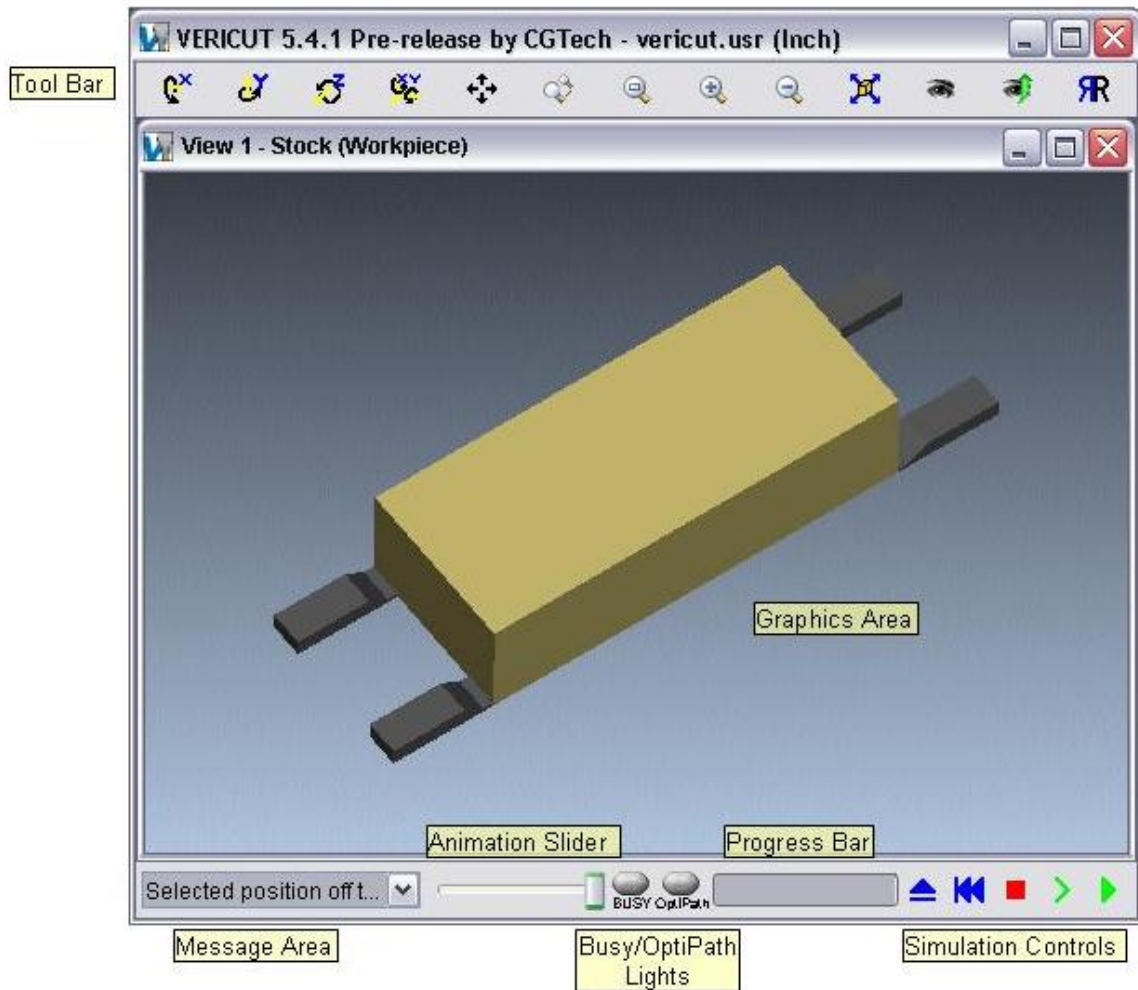 VERICUT 5.4.1 Pre-release by CGTech - vericut.usr (Inch)
Tool Bar
X Y Z XY R R
View 1 - Stock (Workpiece)
Graphics Area
Animation Slider
Progress Bar
Selected position off t...
BUSY OptiPath
Message Area
Busy/OptiPath
Lights
Simulation Controls